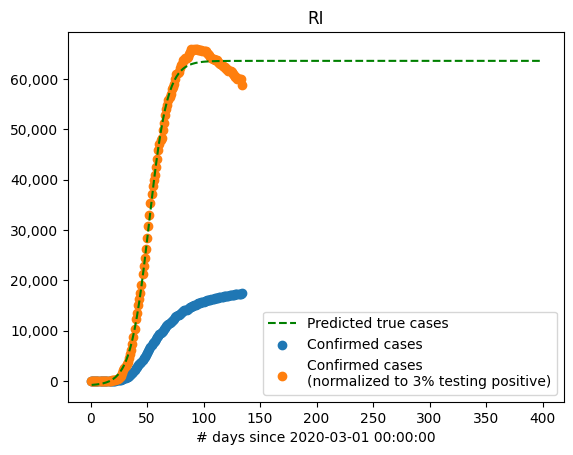 RI
60,000
50,000
40,000
30,000
20,000
10,000
0
Predicted true cases
Confirmed cases
Confirmed cases
(normalized to 3% testing positive)
0 50 100 150 200 250 300 350 400
# days since 2020-03-01 00:00:00